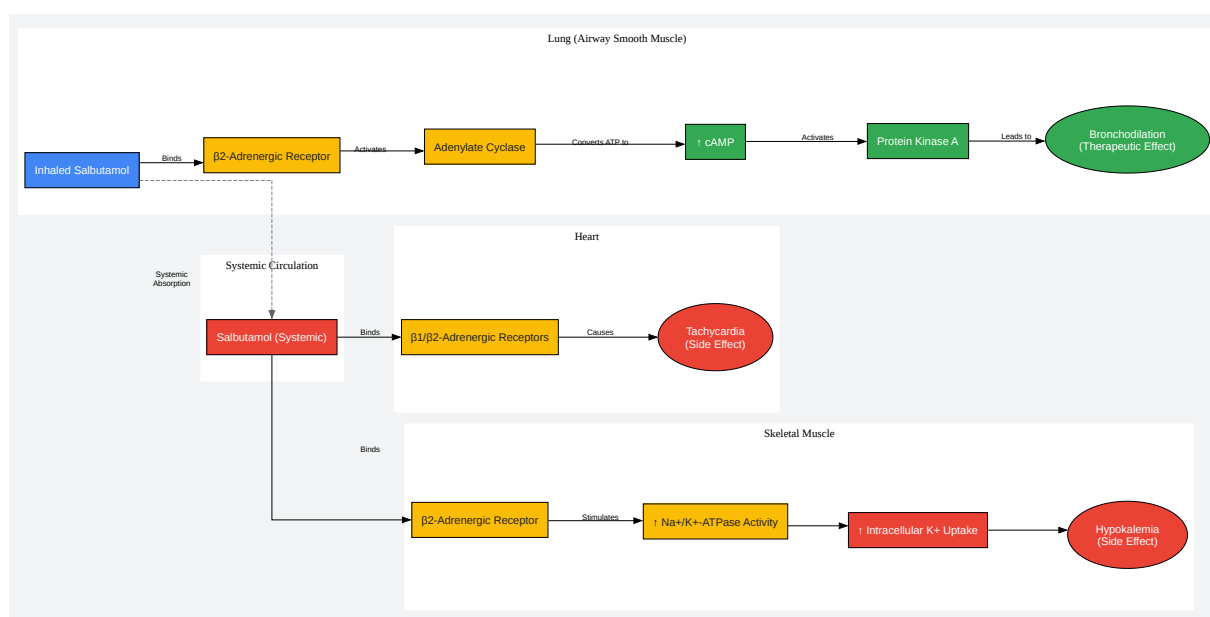 Lung (Airway Smooth Muscle)
Inhaled Salbutamol
Binds
β2-Adrenergic Receptor
Activates
Adenylate Cyclase
Converts ATP to
↑ cAMP
Activates
Protein Kinase A
Leads to
Bronchodilation
(Therapeutic Effect)
Systemic
Absorption
Systemic Circulation
Salbutamol (Systemic)
Binds
Heart
β1/β2-Adrenergic Receptors
Causes
Tachycardia
(Side Effect)
Binds
Skeletal Muscle
β2-Adrenergic Receptor
Stimulates
↑ Na+/K+-ATPase Activity
↑ Intracellular K+ Uptake
Hypokalemia
(Side Effect)